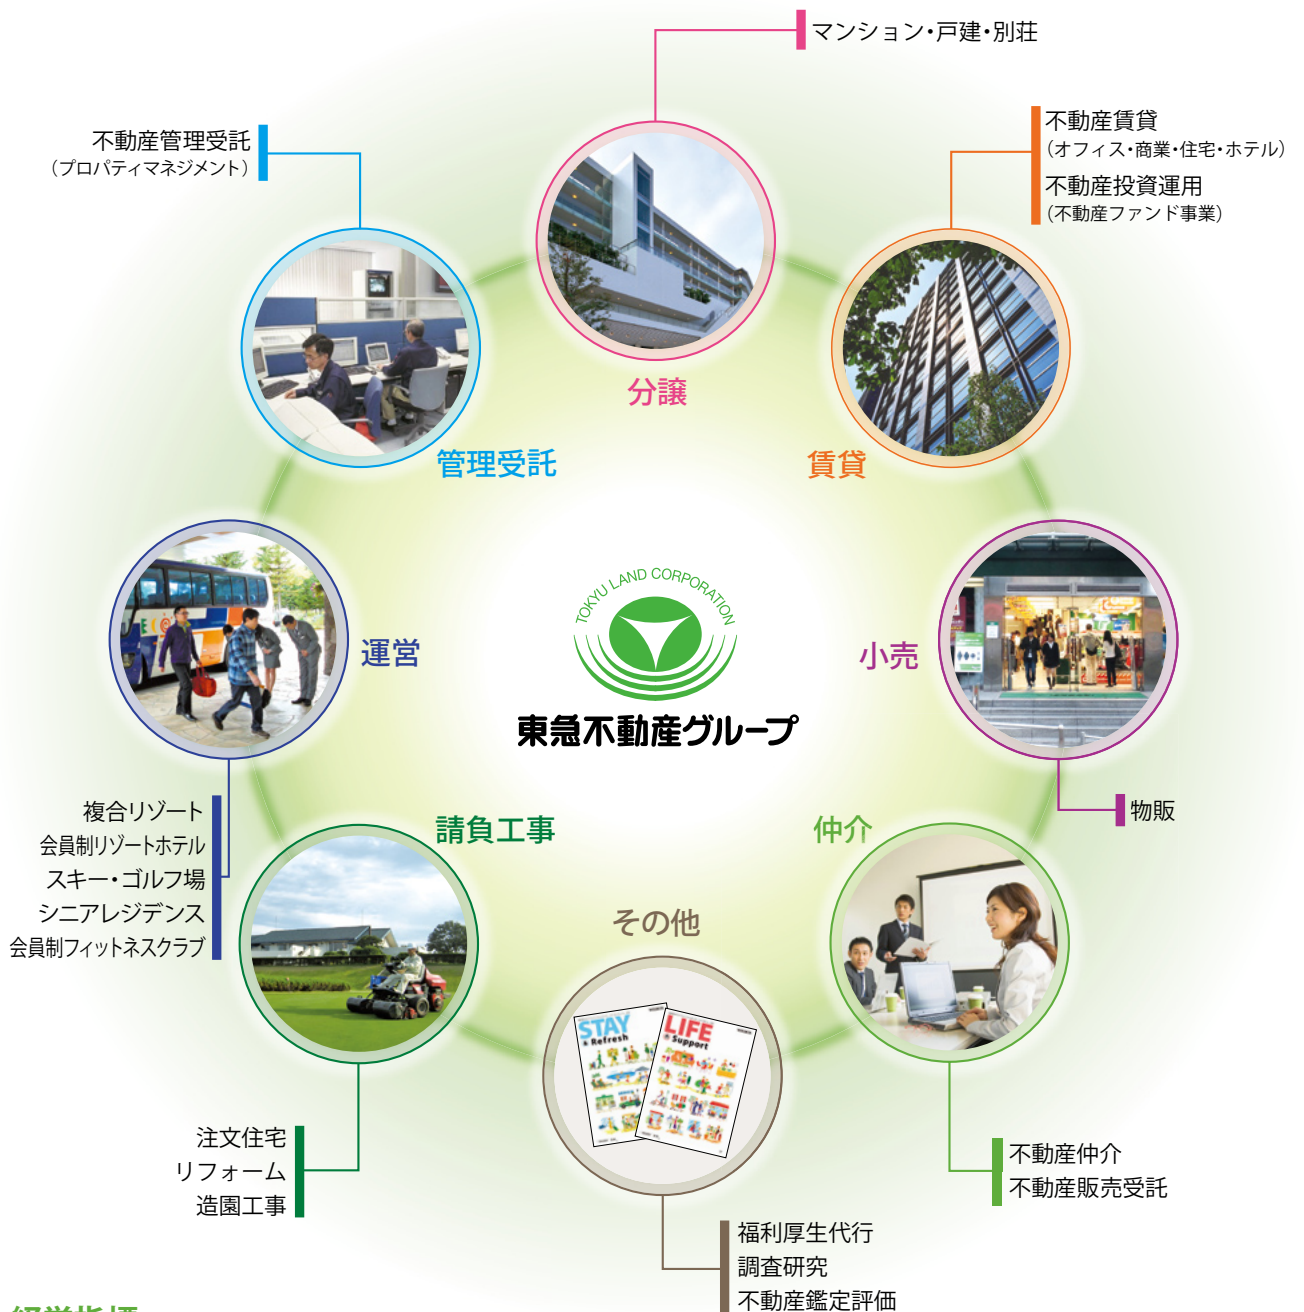 マンション・戸建・別荘
不動産賃貸
（オフィス・商業・住宅・ホテル）
不動産投資運用
（不動産ファンド事業）
不動産管理受託
（プロパティマネジメント）
分譲
管理受託
賃貸
TOKYU LAND CORPORATION
東急不動産グループ
運営
小売
複合リゾート
会員制リゾートホテル
スキー・ゴルフ場
シニアレジデンス
会員制フィットネスクラブ
物販
請負工事
仲介
その他
STAY
& Refresh
LIFE
Support
注文住宅
リフォーム
造園工事
不動産仲介
不動産販売受託
福利厚生代行
調査研究
不動産鑑定評価